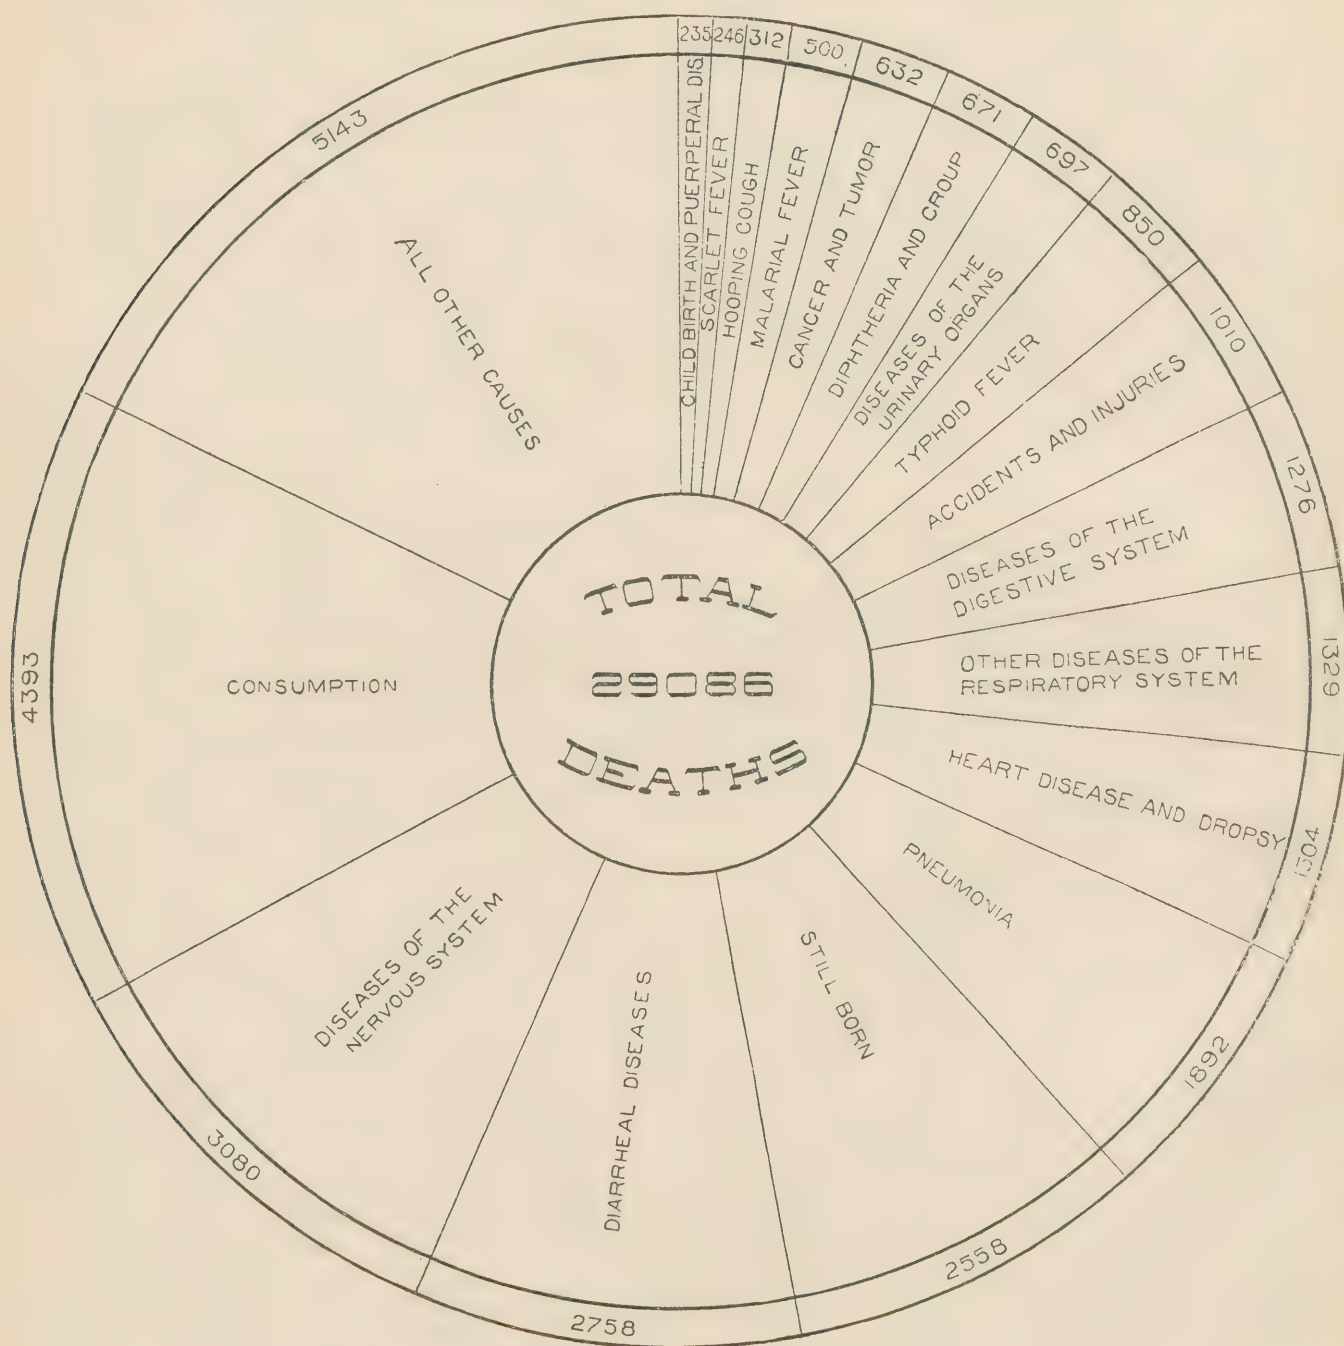 TOTAL
29086
DEATHS
235
CHILD BIRTH AND PUERPERAL DIS.
246
SCARLET FEVER
312
HOOPING COUGH
500
MALARIAL FEVER
632
CANCER AND TUMOR
671
DIPHTHERIA AND CROUP
697
DISEASES OF THE
URINARY ORGANS
850
TYPHOID FEVER
1010
ACCIDENTS AND INJURIES
1276
DISEASES OF THE
DIGESTIVE SYSTEM
1329
OTHER DISEASES OF THE
RESPIRATORY SYSTEM
1504
HEART DISEASE AND DROPSY
1892
PNEUMONIA
2558
STILL BORN
2758
DIARRHEAL DISEASES
3080
DISEASES OF THE
NERVOUS SYSTEM
4393
CONSUMPTION
5143
ALL OTHER CAUSES